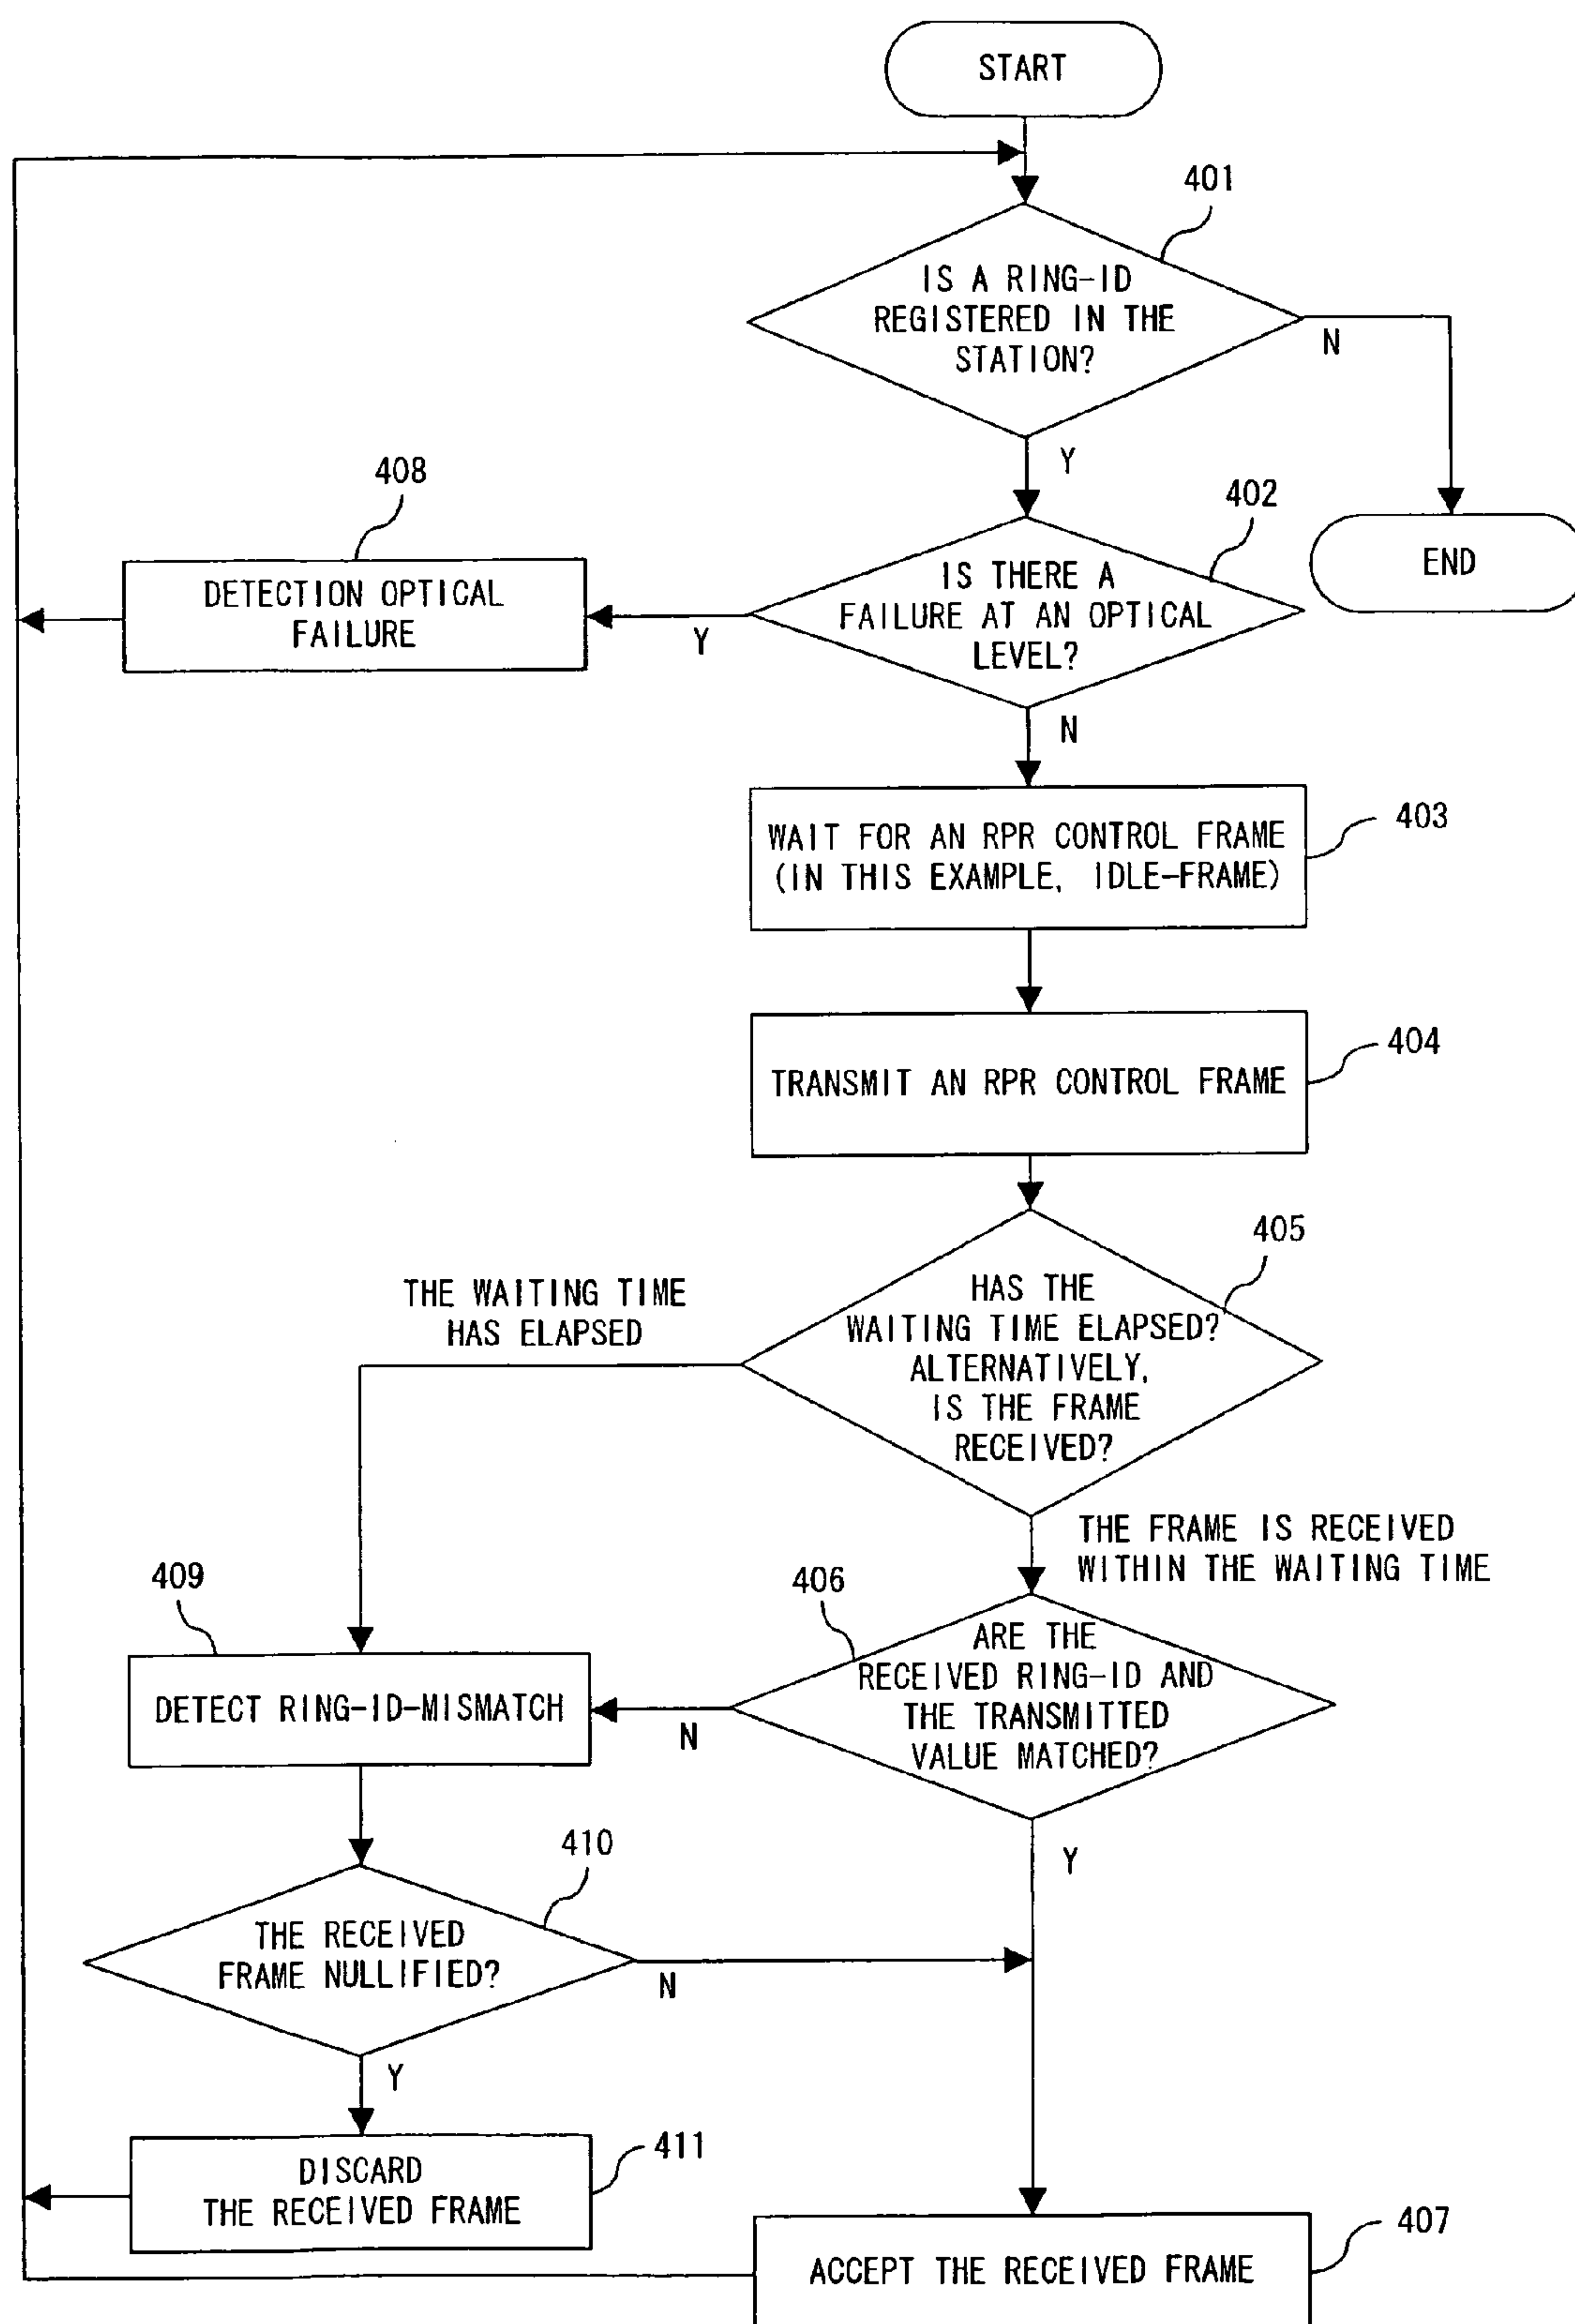 START
401
IS A RING-ID
REGISTERED IN THE
STATION?
N
Y
408
402
END
DETECTION OPTICAL
FAILURE
IS THERE A
FAILURE AT AN OPTICAL
LEVEL?
Y
N
WAIT FOR AN RPR CONTROL FRAME
(IN THIS EXAMPLE, IDLE-FRAME)
403
TRANSMIT AN RPR CONTROL FRAME
404
405
THE WAITING TIME
HAS ELAPSED
HAS THE
WAITING TIME ELAPSED?
ALTERNATIVELY,
IS THE FRAME
RECEIVED?
THE FRAME IS RECEIVED
WITHIN THE WAITING TIME
409
406
ARE THE
RECEIVED RING-ID AND
THE TRANSMITTED
VALUE MATCHED?
DETECT RING-ID-MISMATCH
N
Y
410
THE RECEIVED
FRAME NULLIFIED?
N
Y
DISCARD
THE RECEIVED FRAME
411
ACCEPT THE RECEIVED FRAME
407